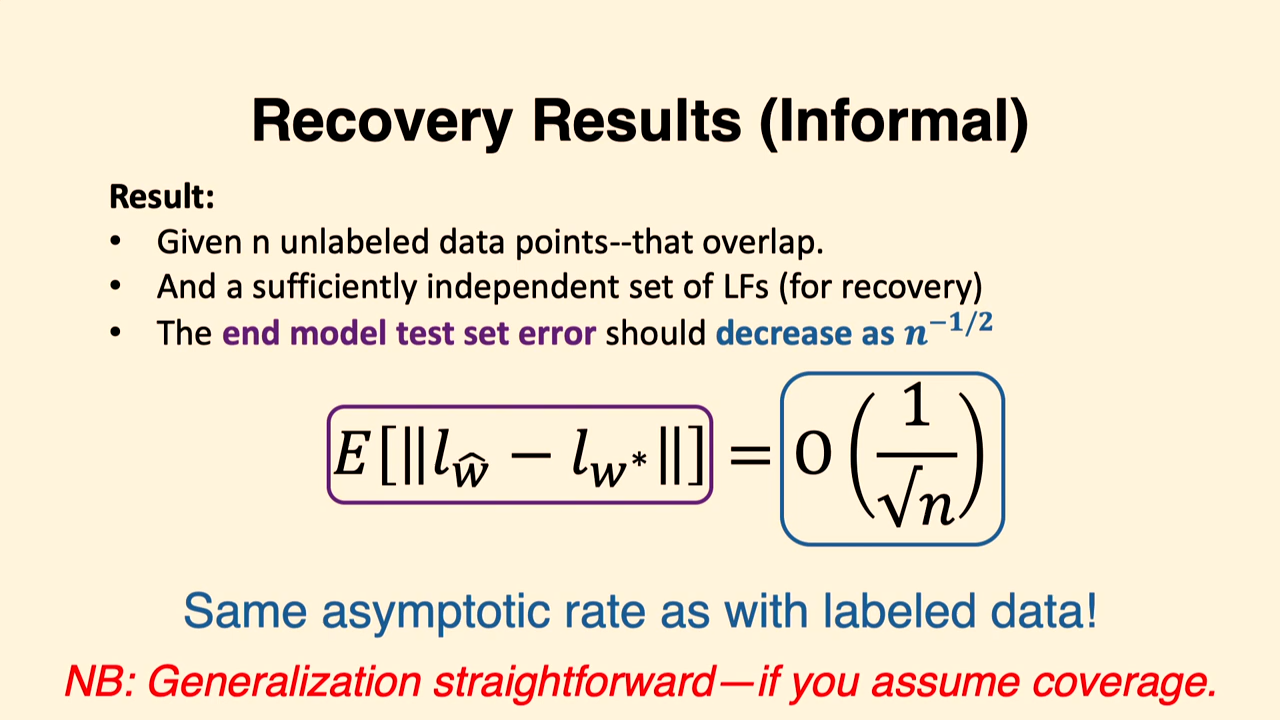 Recovery Results (Informal)
Result:
• Given n unlabeled data points--that overlap.
• And a sufficiently independent set of LFs (for recovery)
• The end model test set error should decrease as n^{-1/2}
E[‖l_{ŵ} − l_{w*}‖] = O(1/√n)
Same asymptotic rate as with labeled data!
NB: Generalization straightforward—if you assume coverage.